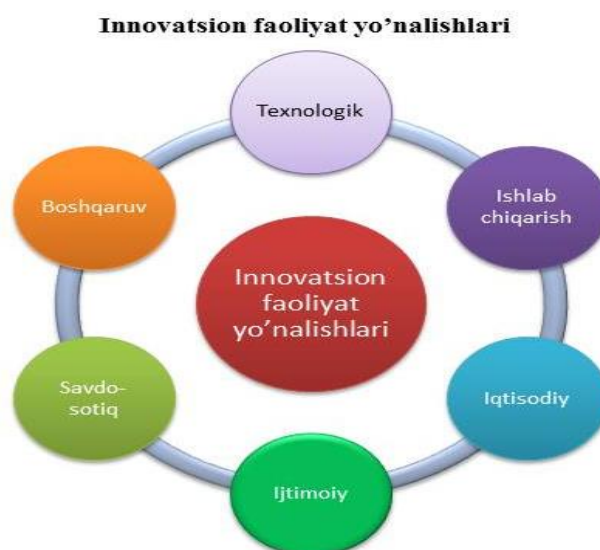 Innovatsion faoliyat yo’nalishlari
Texnologik
Ishlab
chiqarish
Iqtisodiy
Ijtimoiy
Savdo-
sotiq
Boshqaruv
Innovatsion
faoliyat
yo’nalishlari